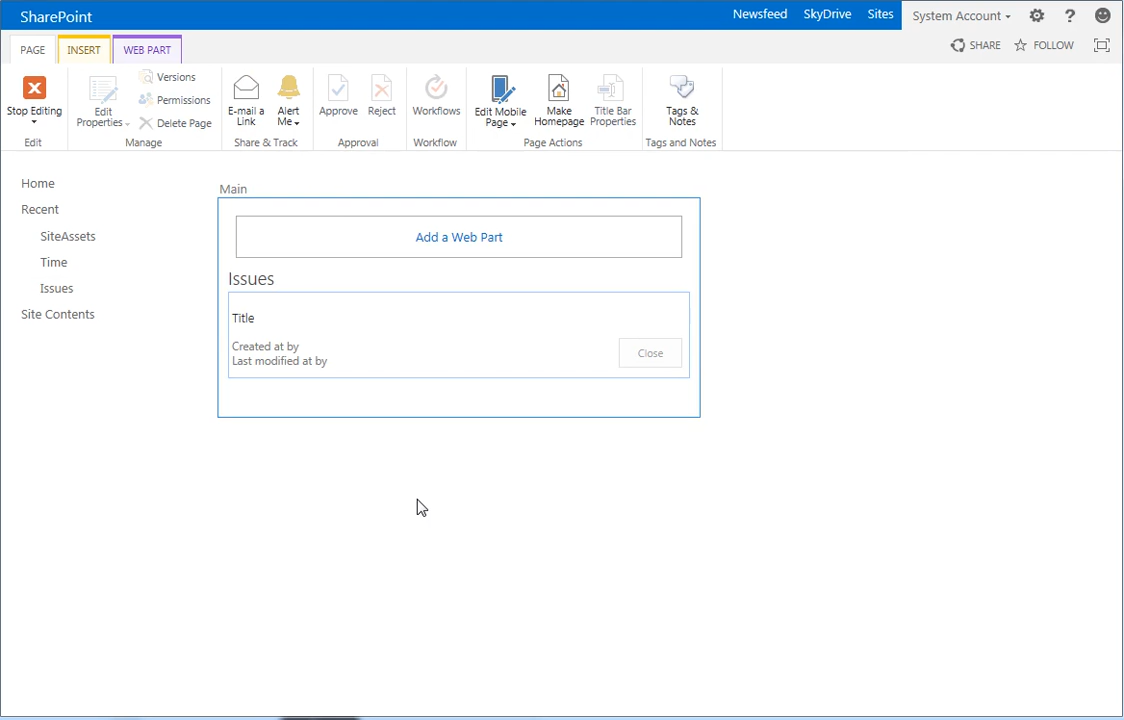 SharePoint
Newsfeed SkyDrive Sites System Account ?
PAGE INSERT WEB PART SHARE FOLLOW
Stop Editing
Edit
Edit Properties
Versions
Permissions
Delete Page
Manage
E-mail a Link
Alert Me
Share & Track
Approve
Reject
Approval
Workflows
Workflow
Edit Mobile Page
Make Homepage
Title Bar Properties
Page Actions
Tags & Notes
Tags and Notes
Home
Recent
SiteAssets
Time
Issues
Site Contents
Main
Add a Web Part
Issues
Title
Created at by
Last modified at by
Close